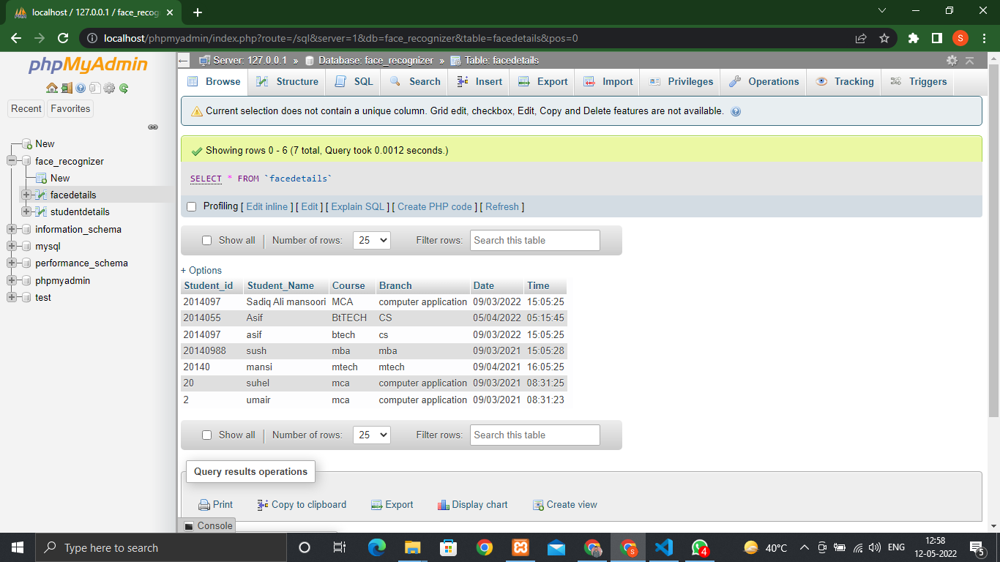 localhost / 127.0.0.1 / face_recog
localhost/phpmyadmin/index.php?route=/sql&server=1&db=face_recognizer&table=facedetails&pos=0
S
phpMyAdmin
Recent Favorites
New
face_recognizer
New
facedetails
studentdetails
information_schema
mysql
performance_schema
phpmyadmin
test
Server: 127.0.0.1 » Database: face_recognizer » Table: facedetails
Browse Structure SQL Search Insert Export Import Privileges Operations Tracking Triggers
Current selection does not contain a unique column. Grid edit, checkbox, Edit, Copy and Delete features are not available.
Showing rows 0 - 6 (7 total, Query took 0.0012 seconds.)
SELECT * FROM `facedetails`
Profiling [ Edit inline ] [ Edit ] [ Explain SQL ] [ Create PHP code ] [ Refresh ]
Show all | Number of rows: 25 Filter rows: Search this table
+ Options
Student_id Student_Name Course Branch Date Time
2014097 Sadiq Ali mansoori MCA computer application 09/03/2022 15:05:25
2014055 Asif BtTECH CS 05/04/2022 05:15:45
2014097 asif btech cs 09/03/2022 15:05:25
20140988 sush mba mba 09/03/2021 15:05:28
20140 mansi mtech mtech 09/04/2021 16:05:25
20 suhel mca computer application 09/03/2021 08:31:25
2 umair mca computer application 09/03/2021 08:31:23
Show all | Number of rows: 25 Filter rows: Search this table
Query results operations
Print Copy to clipboard Export Display chart Create view
Console
Type here to search
S
4
40°C
ENG
12:58
12-05-2022
5